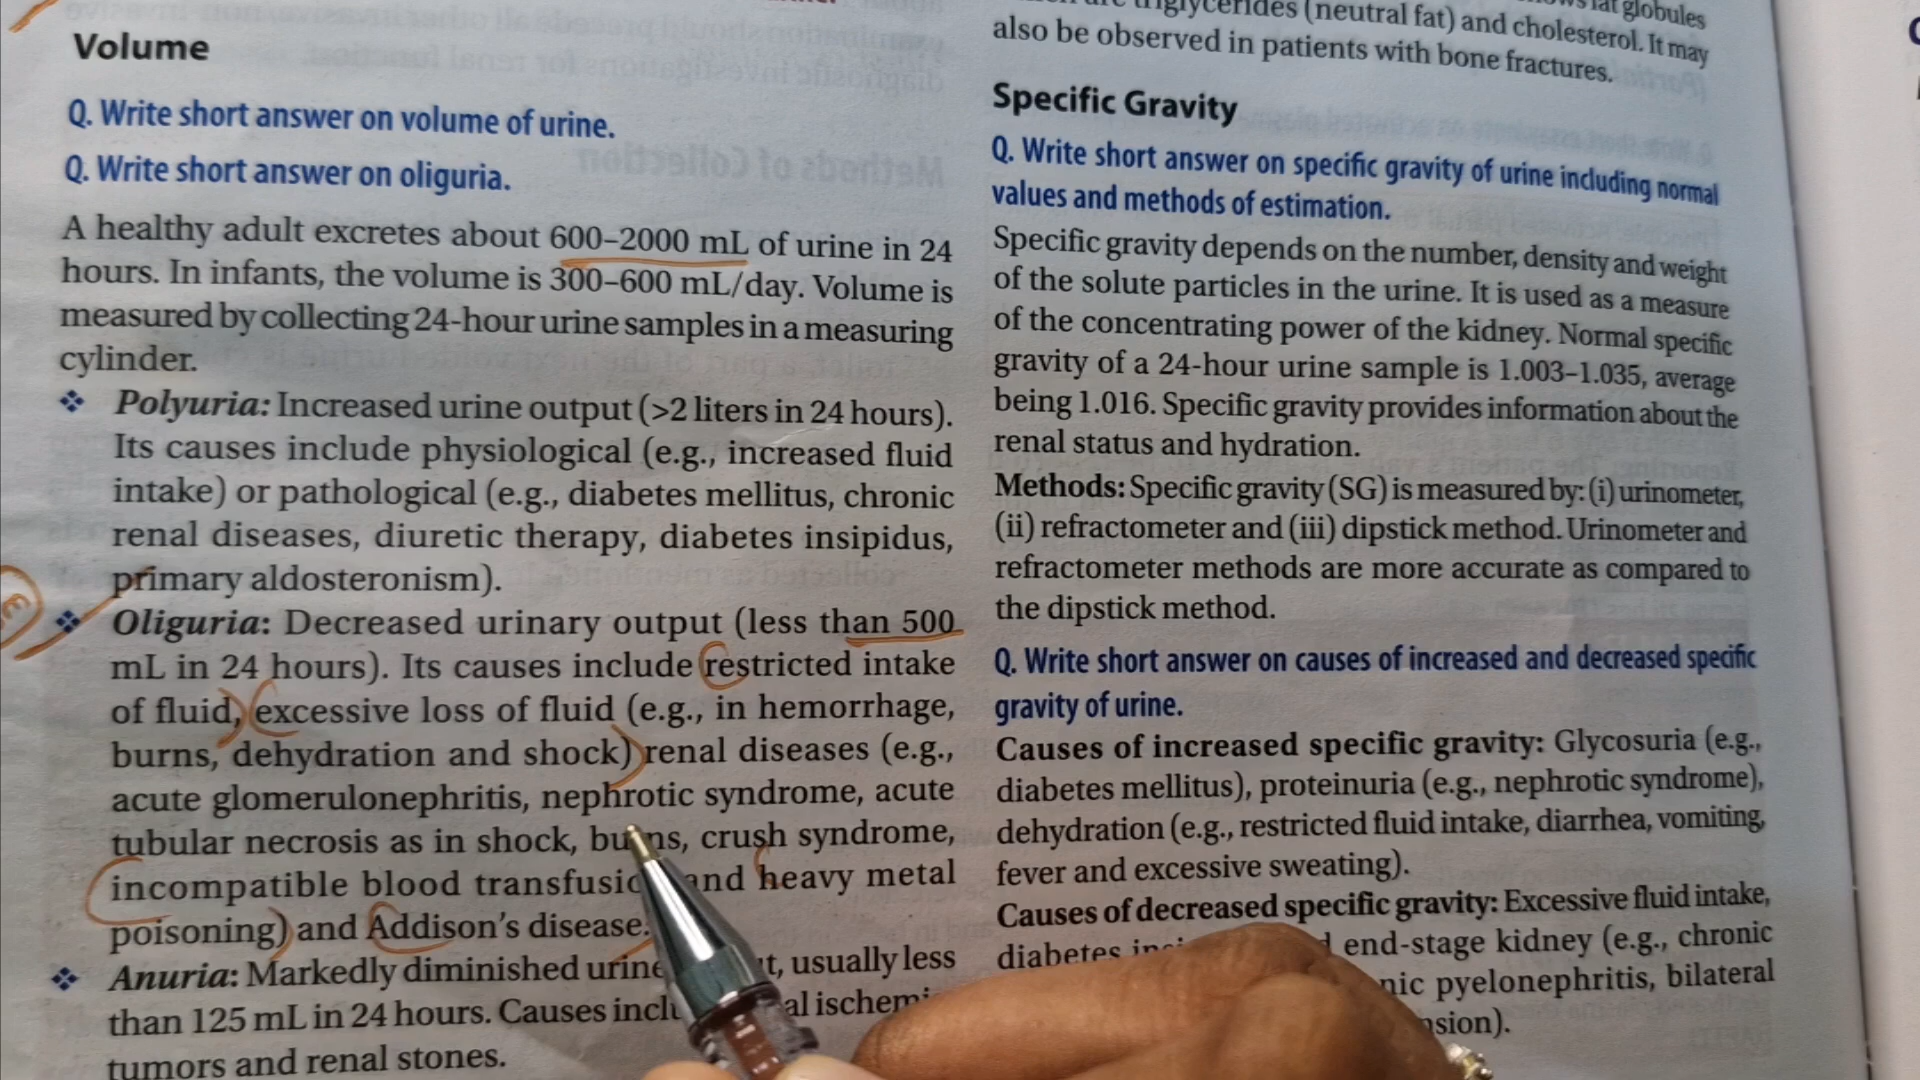 Volume
Q. Write short answer on volume of urine.
Q. Write short answer on oliguria.
A healthy adult excretes about 600–2000 mL of urine in 24
hours. In infants, the volume is 300–600 mL/day. Volume is
measured by collecting 24-hour urine samples in a measuring
cylinder.
❖ Polyuria: Increased urine output (>2 liters in 24 hours).
Its causes include physiological (e.g., increased fluid
intake) or pathological (e.g., diabetes mellitus, chronic
renal diseases, diuretic therapy, diabetes insipidus,
primary aldosteronism).
❖ Oliguria: Decreased urinary output (less than 500
mL in 24 hours). Its causes include restricted intake
of fluid, excessive loss of fluid (e.g., in hemorrhage,
burns, dehydration and shock) renal diseases (e.g.,
acute glomerulonephritis, nephrotic syndrome, acute
tubular necrosis as in shock, burns, crush syndrome,
incompatible blood and heavy metal
poisoning) and Addison's disease.
❖ Anuria: Markedly diminished urine usually less
than 125 mL in 24 hours. Causes
tumors and renal stones.
triglycerides (neutral fat) and cholesterol. It may
also be observed in patients with bone fractures.
Specific Gravity
Q. Write short answer on specific gravity of urine including normal
values and methods of estimation.
Specific gravity depends on the number, density and weight
of the solute particles in the urine. It is used as a measure
of the concentrating power of the kidney. Normal specific
gravity of a 24-hour urine sample is 1.003–1.035, average
being 1.016. Specific gravity provides information about the
renal status and hydration.
Methods: Specific gravity (SG) is measured by: (i) urinometer,
(ii) refractometer and (iii) dipstick method. Urinometer and
refractometer methods are more accurate as compared to
the dipstick method.
Q. Write short answer on causes of increased and decreased specific
gravity of urine.
Causes of increased specific gravity: Glycosuria (e.g.,
diabetes mellitus), proteinuria (e.g., nephrotic syndrome),
dehydration (e.g., restricted fluid intake, diarrhea, vomiting,
fever and excessive sweating).
Causes of decreased specific gravity: Excessive fluid intake,
diabetes end-stage kidney (e.g., chronic
pyelonephritis, bilateral